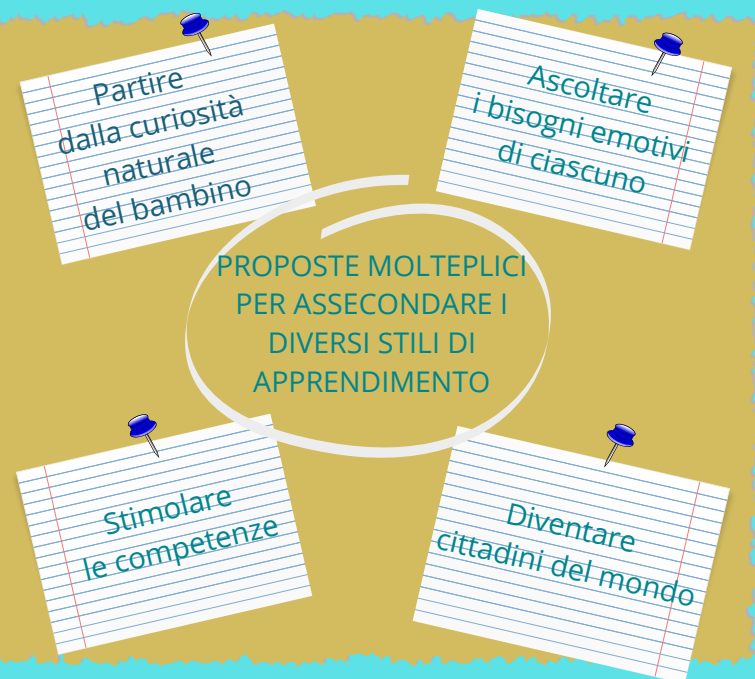 Partire
dalla curiosità
naturale
del bambino
Ascoltare
i bisogni emotivi
di ciascuno
PROPOSTE MOLTEPLICI
PER ASSECONDARE I
DIVERSI STILI DI
APPRENDIMENTO
Stimolare
le competenze
Diventare
cittadini del mondo